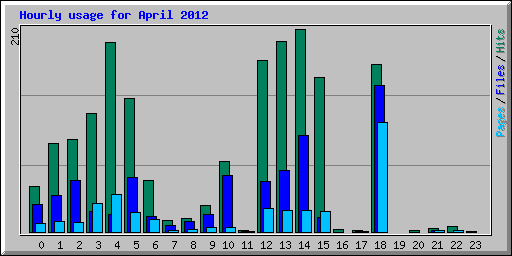 Hourly usage for April 2012
210
Pages / Files / Hits
0 1 2 3 4 5 6 7 8 9 10 11 12 13 14 15 16 17 18 19 20 21 22 23